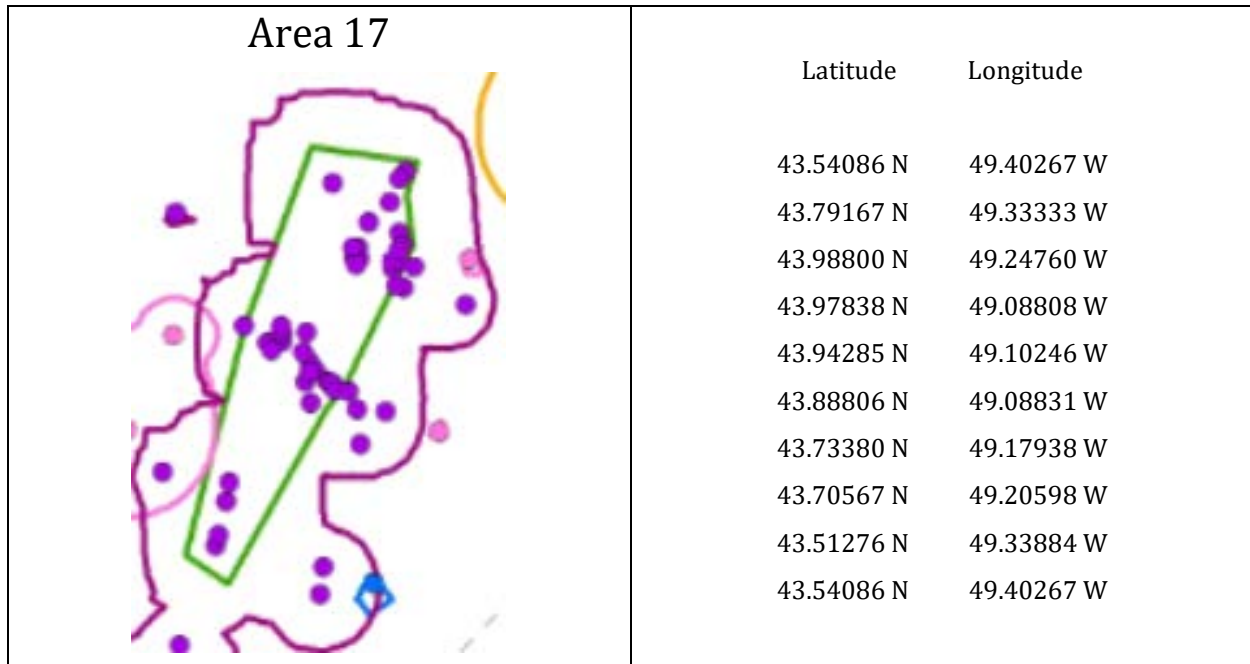 Area 17
Latitude Longitude
43.54086 N 49.40267 W
43.79167 N 49.33333 W
43.98800 N 49.24760 W
43.97838 N 49.08808 W
43.94285 N 49.10246 W
43.88806 N 49.08831 W
43.73380 N 49.17938 W
43.70567 N 49.20598 W
43.51276 N 49.33884 W
43.54086 N 49.40267 W